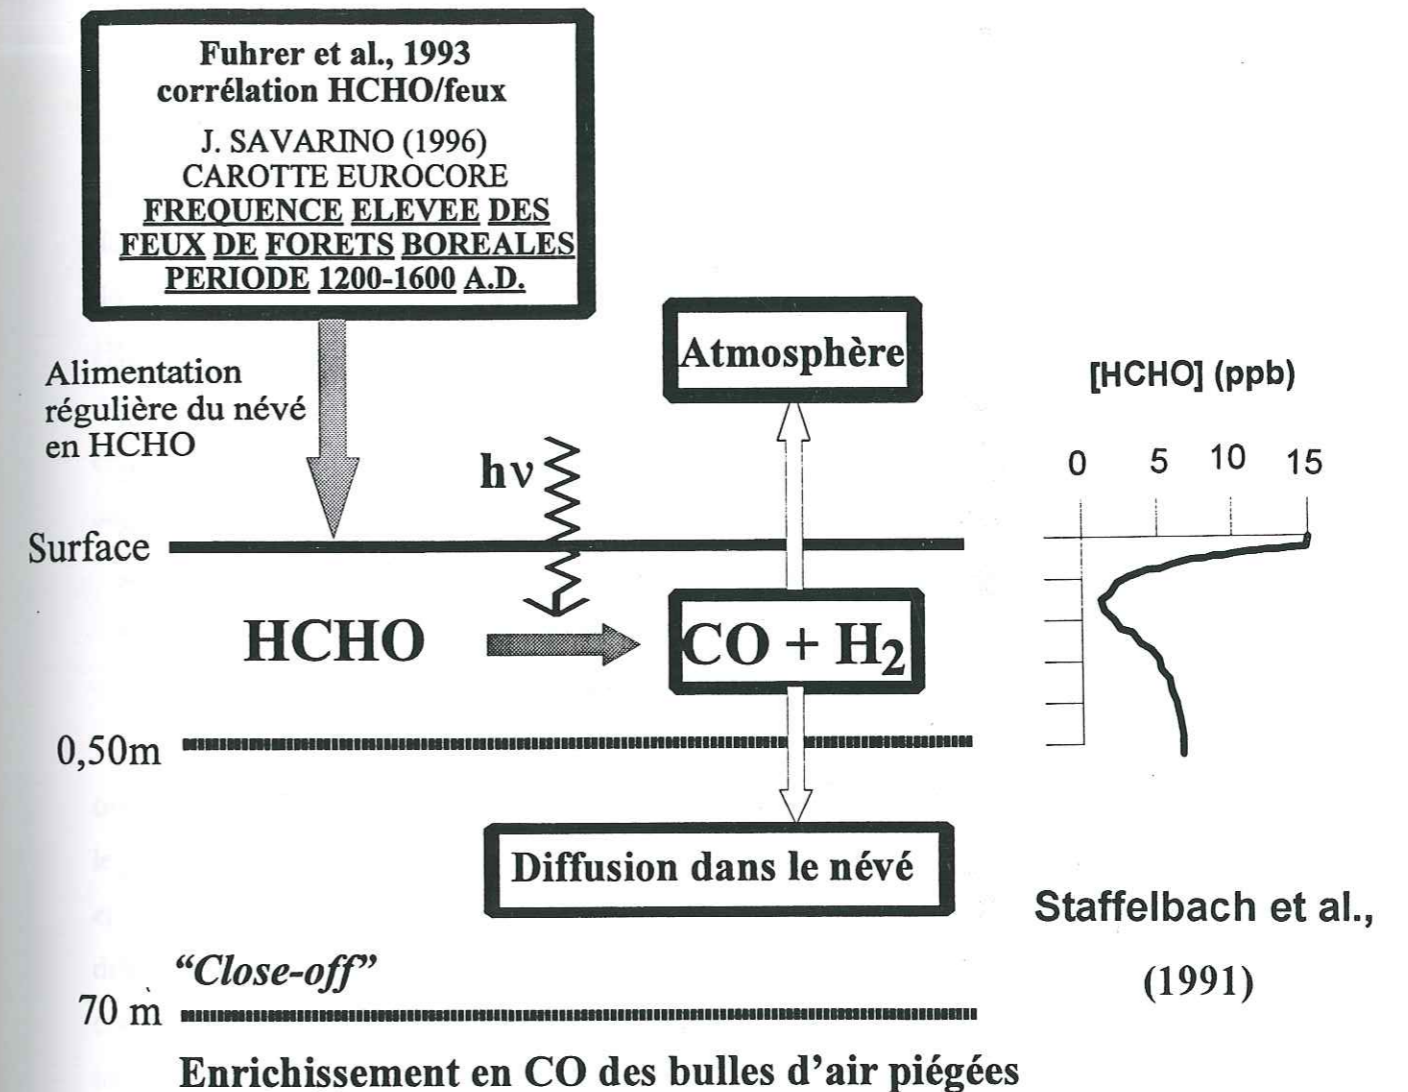 Fuhrer et al., 1993
corrélation HCHO/feux
J. SAVARINO (1996)
CAROTTE EUROCORE
FREQUENCE ELEVEE DES
FEUX DE FORETS BOREALES
PERIODE 1200-1600 A.D.
Alimentation
régulière du névé
en HCHO
hν
Atmosphère
Surface
HCHO
CO + H₂
0,50m
Diffusion dans le névé
"Close-off"
70 m
Enrichissement en CO des bulles d'air piégées
[HCHO] (ppb)
0 5 10 15
Staffelbach et al.,
(1991)